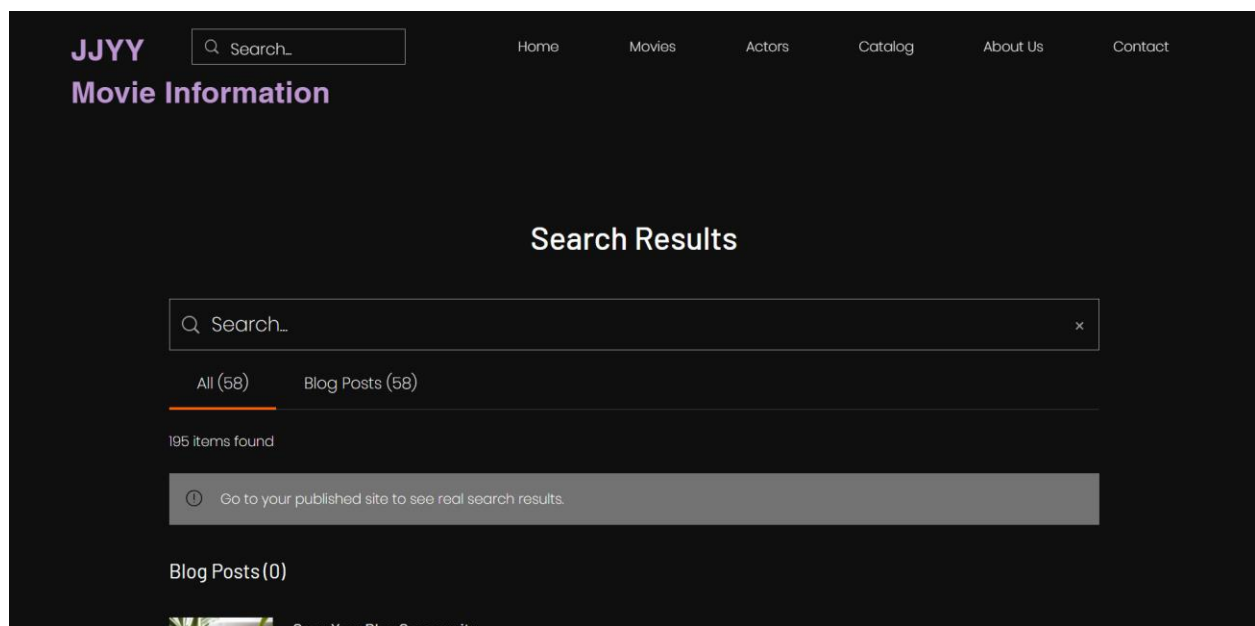 JJYY
Search...
Home Movies Actors Catalog About Us Contact
Movie Information
Search Results
Search...
×
All (58) Blog Posts (58)
195 items found
Go to your published site to see real search results.
Blog Posts (0)